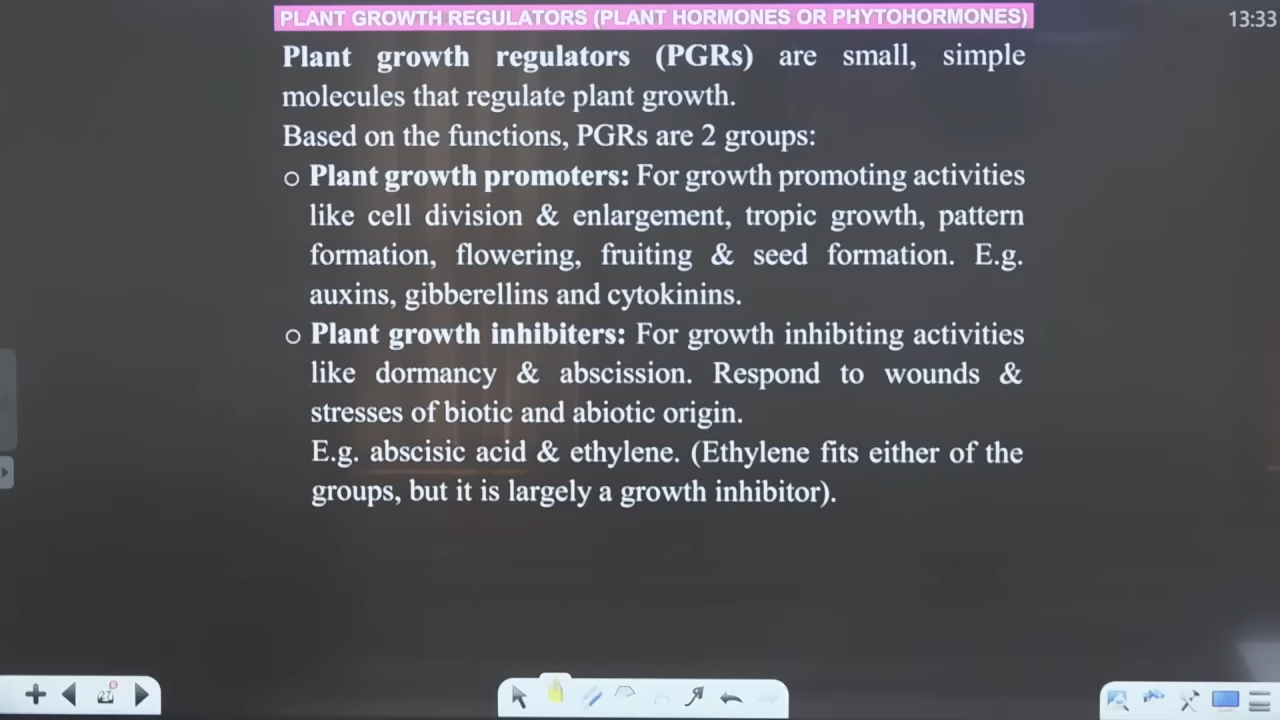 PLANT GROWTH REGULATORS (PLANT HORMONES OR PHYTOHORMONES)
13:33
Plant growth regulators (PGRs) are small, simple
molecules that regulate plant growth.
Based on the functions, PGRs are 2 groups:
o Plant growth promoters: For growth promoting activities
like cell division & enlargement, tropic growth, pattern
formation, flowering, fruiting & seed formation. E.g.
auxins, gibberellins and cytokinins.
o Plant growth inhibiters: For growth inhibiting activities
like dormancy & abscission. Respond to wounds &
stresses of biotic and abiotic origin.
E.g. abscisic acid & ethylene. (Ethylene fits either of the
groups, but it is largely a growth inhibitor).